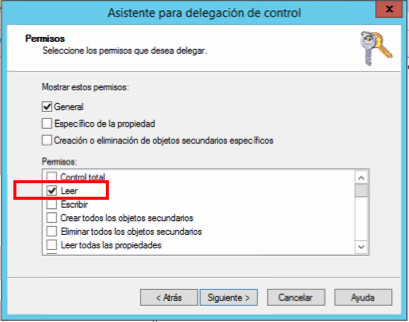 Asistente para delegación de control
x
Permisos
Seleccione los permisos que desea delegar.
Mostrar estos permisos:
General
Específico de la propiedad
Creación o eliminación de objetos secundarios específicos
Permisos:
Control total
Leer
Escribir
Crear todos los objetos secundarios
Eliminar todos los objetos secundarios
Leer todas las propiedades
< Atrás
Siguiente >
Cancelar
Ayuda